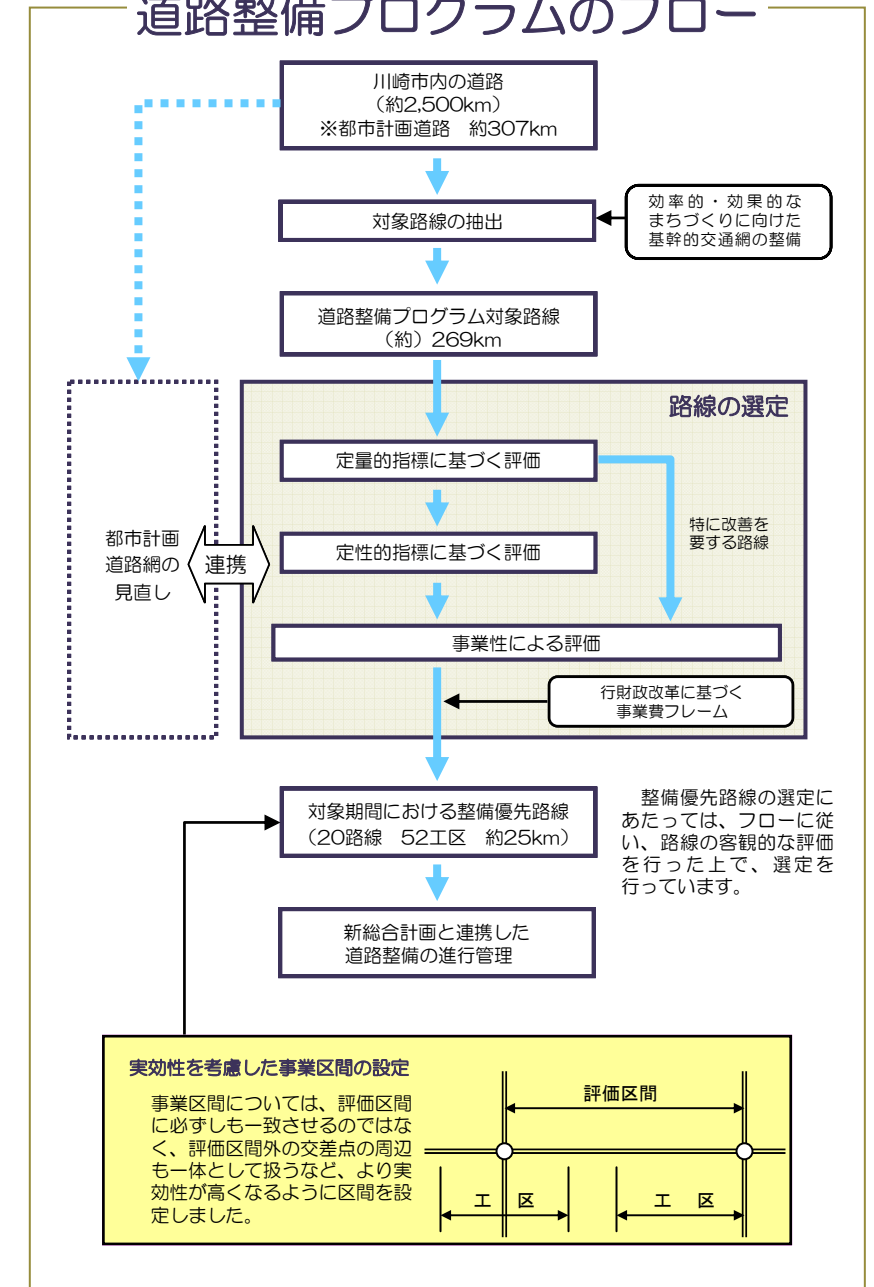 道路整備プログラムのフロー
川崎市内の道路
（約2,500km）
※都市計画道路　約307km
対象路線の抽出
効率的・効果的な
まちづくりに向けた
基幹的交通網の整備
道路整備プログラム対象路線
（約）269km
路線の選定
定量的指標に基づく評価
特に改善を
要する路線
都市計画
道路網の
見直し
連携
定性的指標に基づく評価
事業性による評価
行財政改革に基づく
事業費フレーム
対象期間における整備優先路線
（20路線　52工区　約25km）
整備優先路線の選定に
あたっては、フローに従
い、路線の客観的な評価
を行った上で、選定を
行っています。
新総合計画と連携した
道路整備の進行管理
実効性を考慮した事業区間の設定
事業区間については、評価区間
に必ずしも一致させるのではな
く、評価区間外の交差点の周辺
も一体として扱うなど、より実
効性が高くなるように区間を設
定しました。
評価区間
工　区
工　区